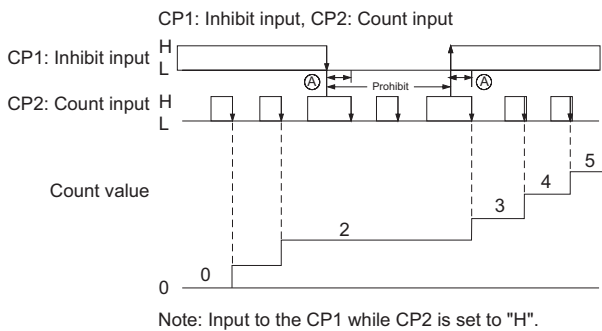 CP1: Inhibit input, CP2: Count input
CP1: Inhibit input H
L
A Prohibit A
CP2: Count input H
L
Count value
0 0 2 3 4 5
Note: Input to the CP1 while CP2 is set to "H".